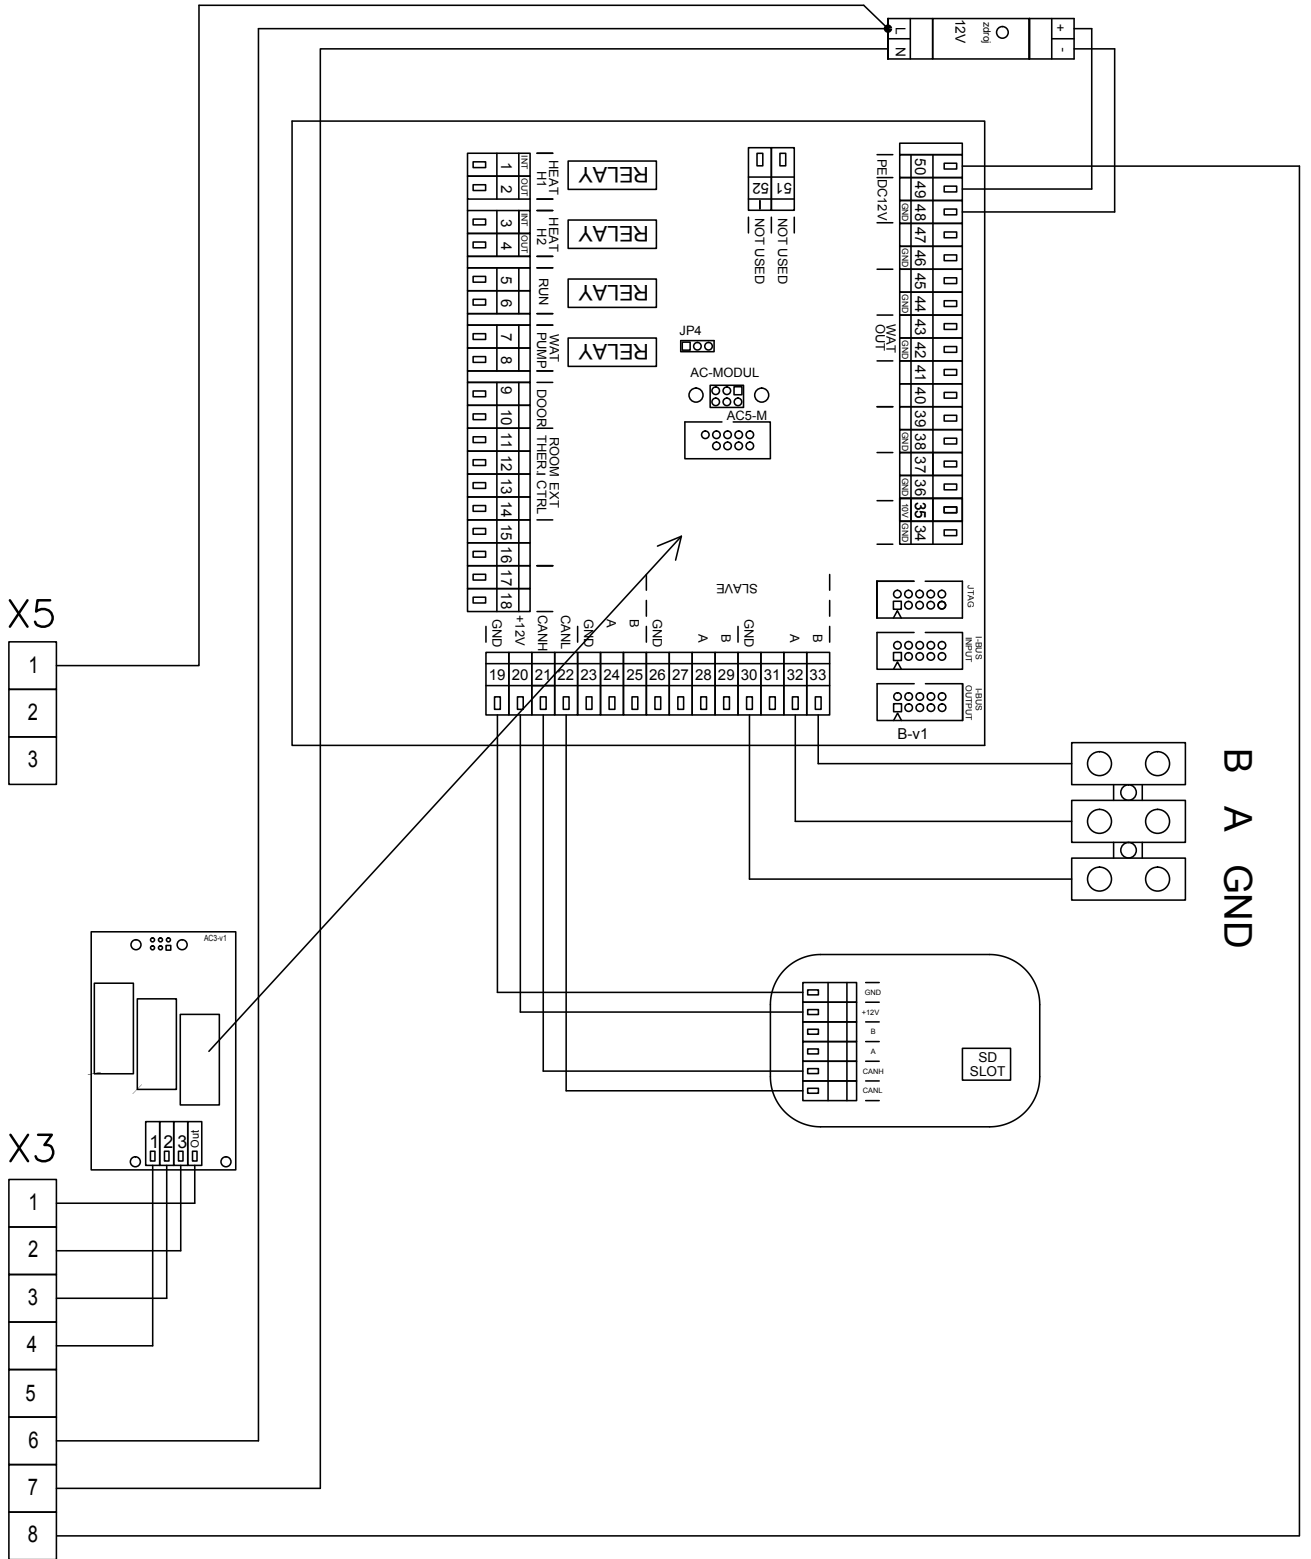 L
N
12V
zdroj
+
-
1
INT
2
OUT
HEAT
H1
RELAY
3
INT
4
OUT
HEAT
H2
RELAY
5
6
RUN
RELAY
7
8
WAT
PUMP
RELAY
9
10
DOOR
11
12
ROOM
THER.
13
14
EXT
CTRL
15
16
17
18
52
51
NOT USED
NOT USED
JP4
AC-MODUL
AC5-M
PE
DC12V
50
49
48
GND
47
46
GND
45
44
GND
WAT
OUT
43
42
GND
41
40
39
38
GND
37
36
GND
35
10V
34
GND
SLAVE
JTAG
I-BUS
INPUT
I-BUS
OUTPUT
B-v1
GND
+12V
CANH
CANL
GND
A
B
GND
A
B
GND
A
B
19
20
21
22
23
24
25
26
27
28
29
30
31
32
33
X5
1
2
3
B
A
GND
AC3-v1
1
2
3
Out
GND
+12V
B
A
CANH
CANL
SD
SLOT
X3
1
2
3
4
5
6
7
8